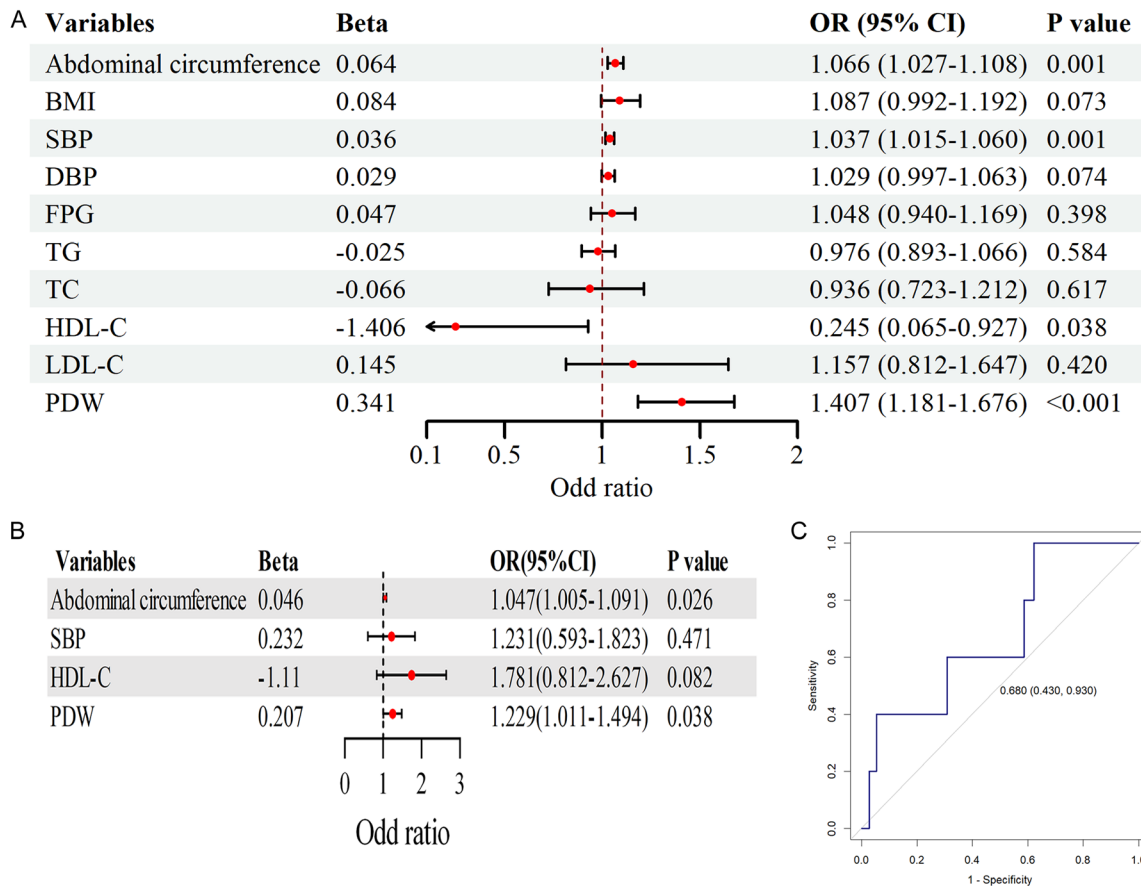 A
Variables Beta OR (95% CI) P value
Abdominal circumference 0.064 1.066 (1.027-1.108) 0.001
BMI 0.084 1.087 (0.992-1.192) 0.073
SBP 0.036 1.037 (1.015-1.060) 0.001
DBP 0.029 1.029 (0.997-1.063) 0.074
FPG 0.047 1.048 (0.940-1.169) 0.398
TG -0.025 0.976 (0.893-1.066) 0.584
TC -0.066 0.936 (0.723-1.212) 0.617
HDL-C -1.406 0.245 (0.065-0.927) 0.038
LDL-C 0.145 1.157 (0.812-1.647) 0.420
PDW 0.341 1.407 (1.181-1.676) <0.001
0.1 0.5 1 1.5 2
Odd ratio
B
Variables Beta OR(95%CI) P value
Abdominal circumference 0.046 1.047(1.005-1.091) 0.026
SBP 0.232 1.231(0.593-1.823) 0.471
HDL-C -1.11 1.781(0.812-2.627) 0.082
PDW 0.207 1.229(1.011-1.494) 0.038
0 1 2 3
Odd ratio
C
Sensitivity
1.0
0.8
0.6
0.4
0.2
0.0
0.680 (0.430, 0.930)
0.0 0.2 0.4 0.6 0.8 1.0
1 - Specificity